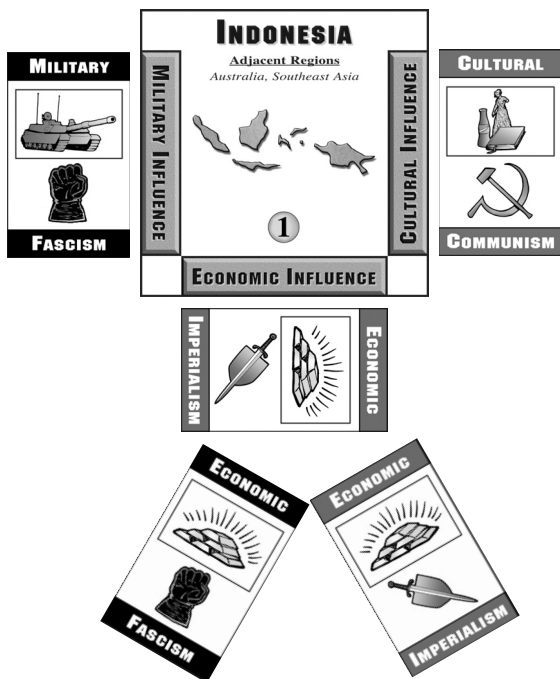 INDONESIA
Adjacent Regions
Australia, Southeast Asia
MILITARY INFLUENCE
CULTURAL INFLUENCE
1
ECONOMIC INFLUENCE
MILITARY
FASCISM
CULTURAL
COMMUNISM
IMPERIALISM
ECONOMIC
ECONOMIC
FASCISM
ECONOMIC
IMPERIALISM